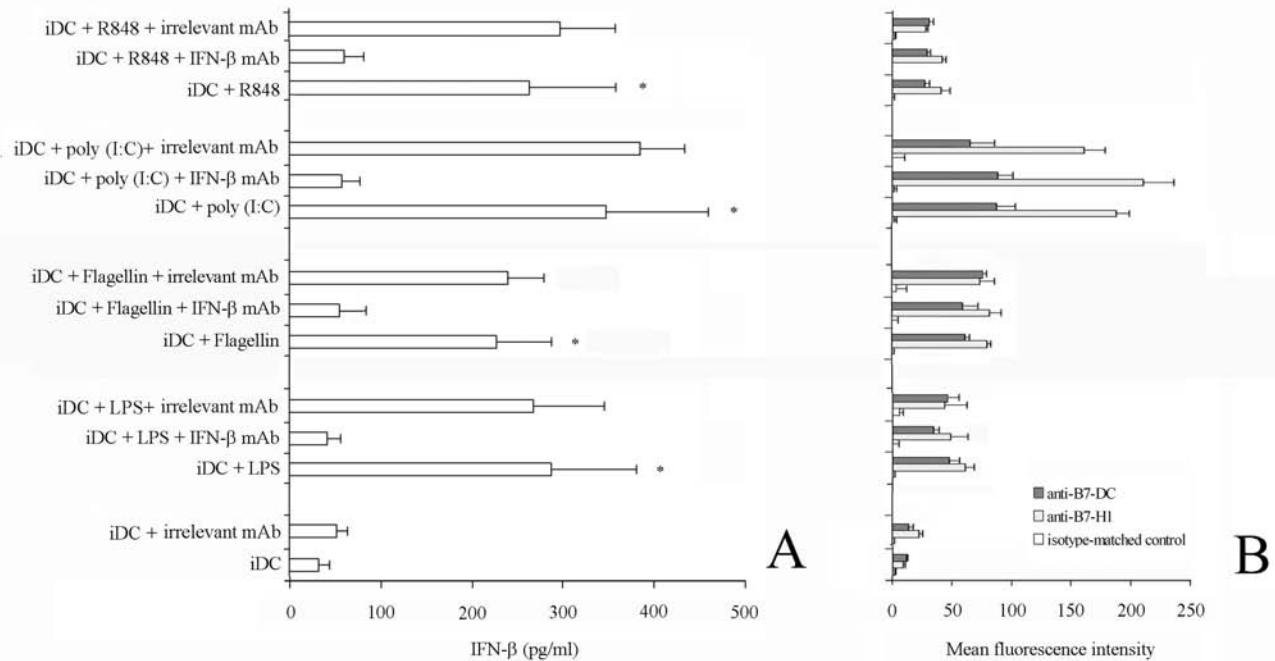 iDC + R848 + irrelevant mAb
iDC + R848 + IFN-β mAb
iDC + R848
*
iDC + poly (I:C)+ irrelevant mAb
iDC + poly (I:C) + IFN-β mAb
iDC + poly (I:C)
*
iDC + Flagellin + irrelevant mAb
iDC + Flagellin + IFN-β mAb
iDC + Flagellin
*
iDC + LPS+ irrelevant mAb
iDC + LPS + IFN-β mAb
iDC + LPS
*
iDC + irrelevant mAb
iDC
0 100 200 300 400 500
IFN-β (pg/ml)
A
anti-B7-DC
anti-B7-H1
isotype-matched control
0 50 100 150 200 250
Mean fluorescence intensity
B